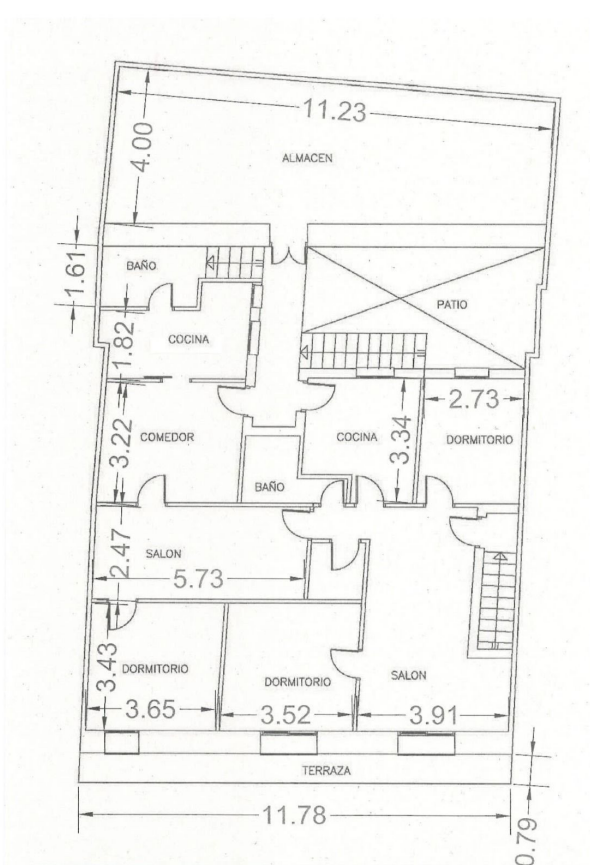 11.23
4.00
ALMACEN
1.61
BAÑO
PATIO
1.82
COCINA
2.73
3.22
COMEDOR
COCINA
3.34
DORMITORIO
BAÑO
2.47
SALON
5.73
3.43
DORMITORIO
DORMITORIO
SALON
3.65
3.52
3.91
TERRAZA
11.78
0.79